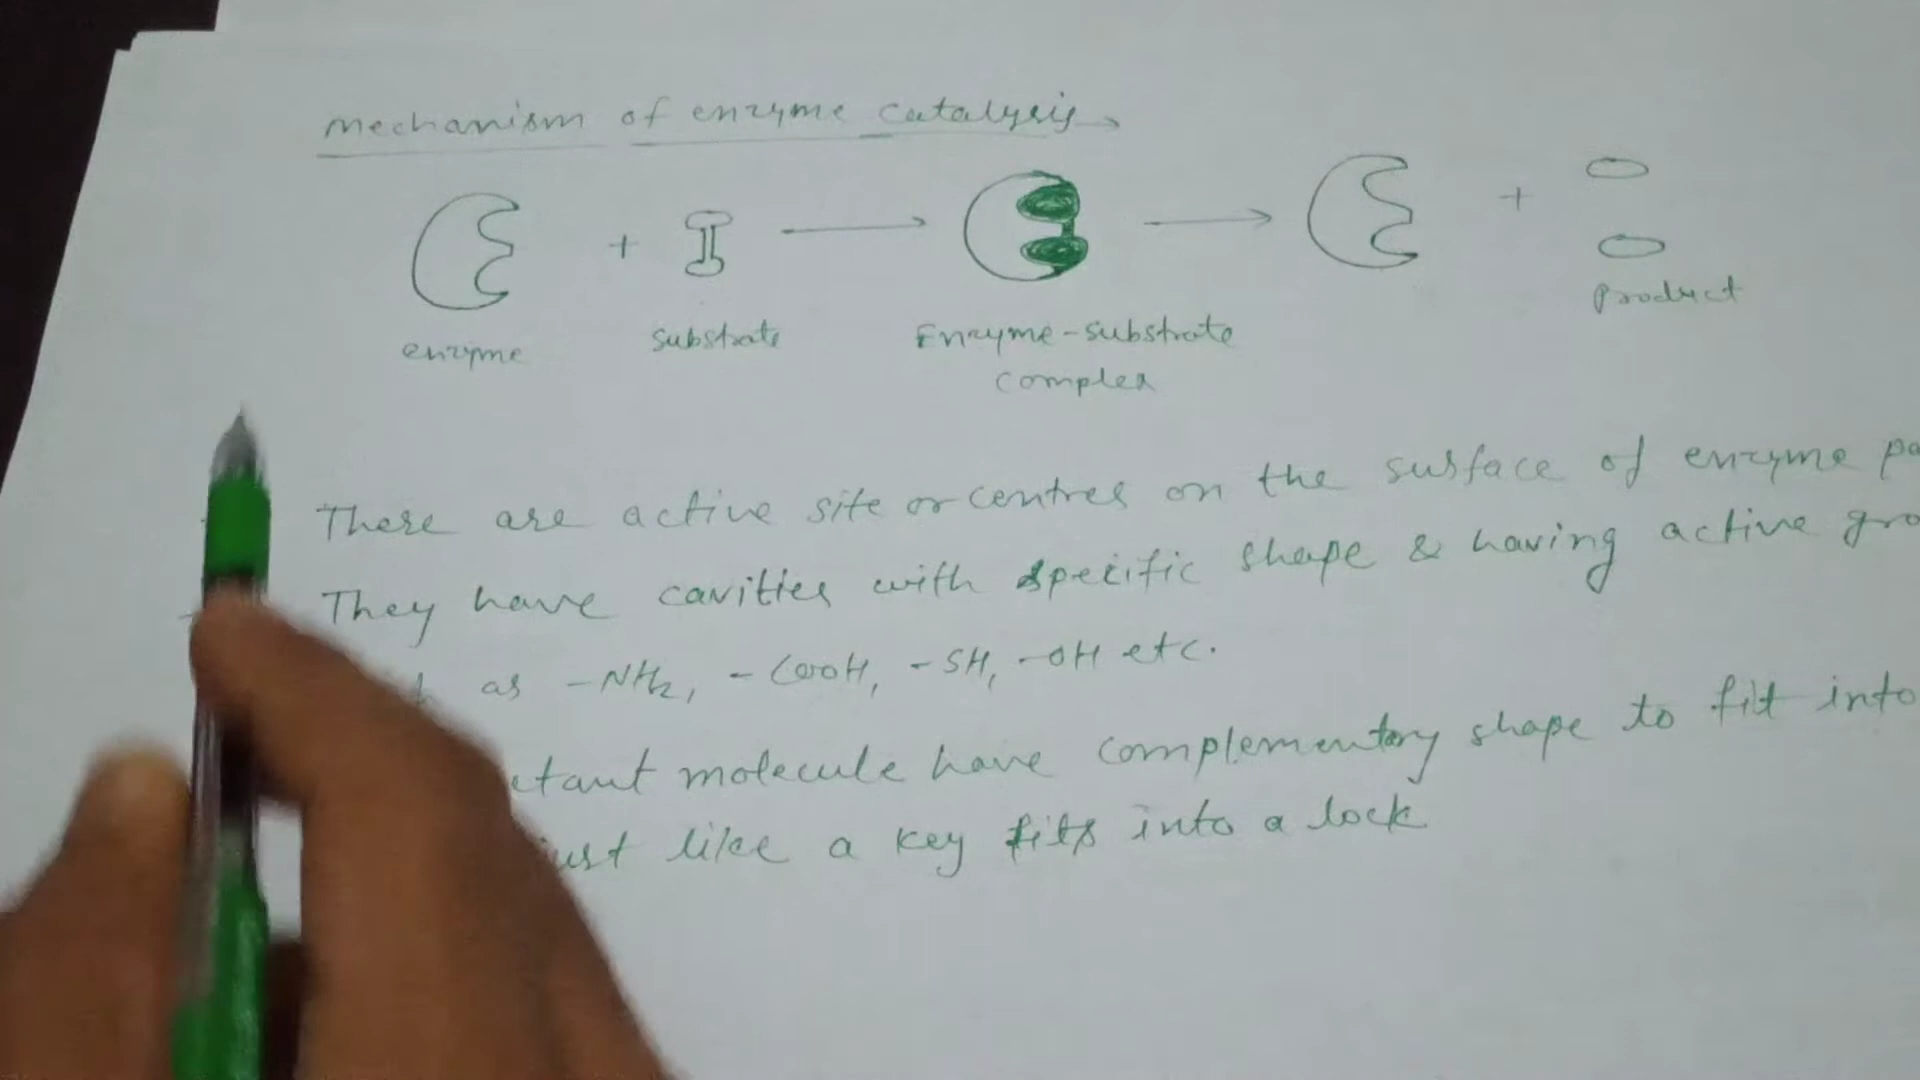 mechanism of enzyme catalysis
+ → → +
enzyme substrate Enzyme-substrate complex product
There are active site or centres on the surface of enzyme
They have cavities with specific shape & having active
as -NH2, -COOH, -SH, -OH etc.
molecule have complementary shape to fit into
like a key fits into a lock